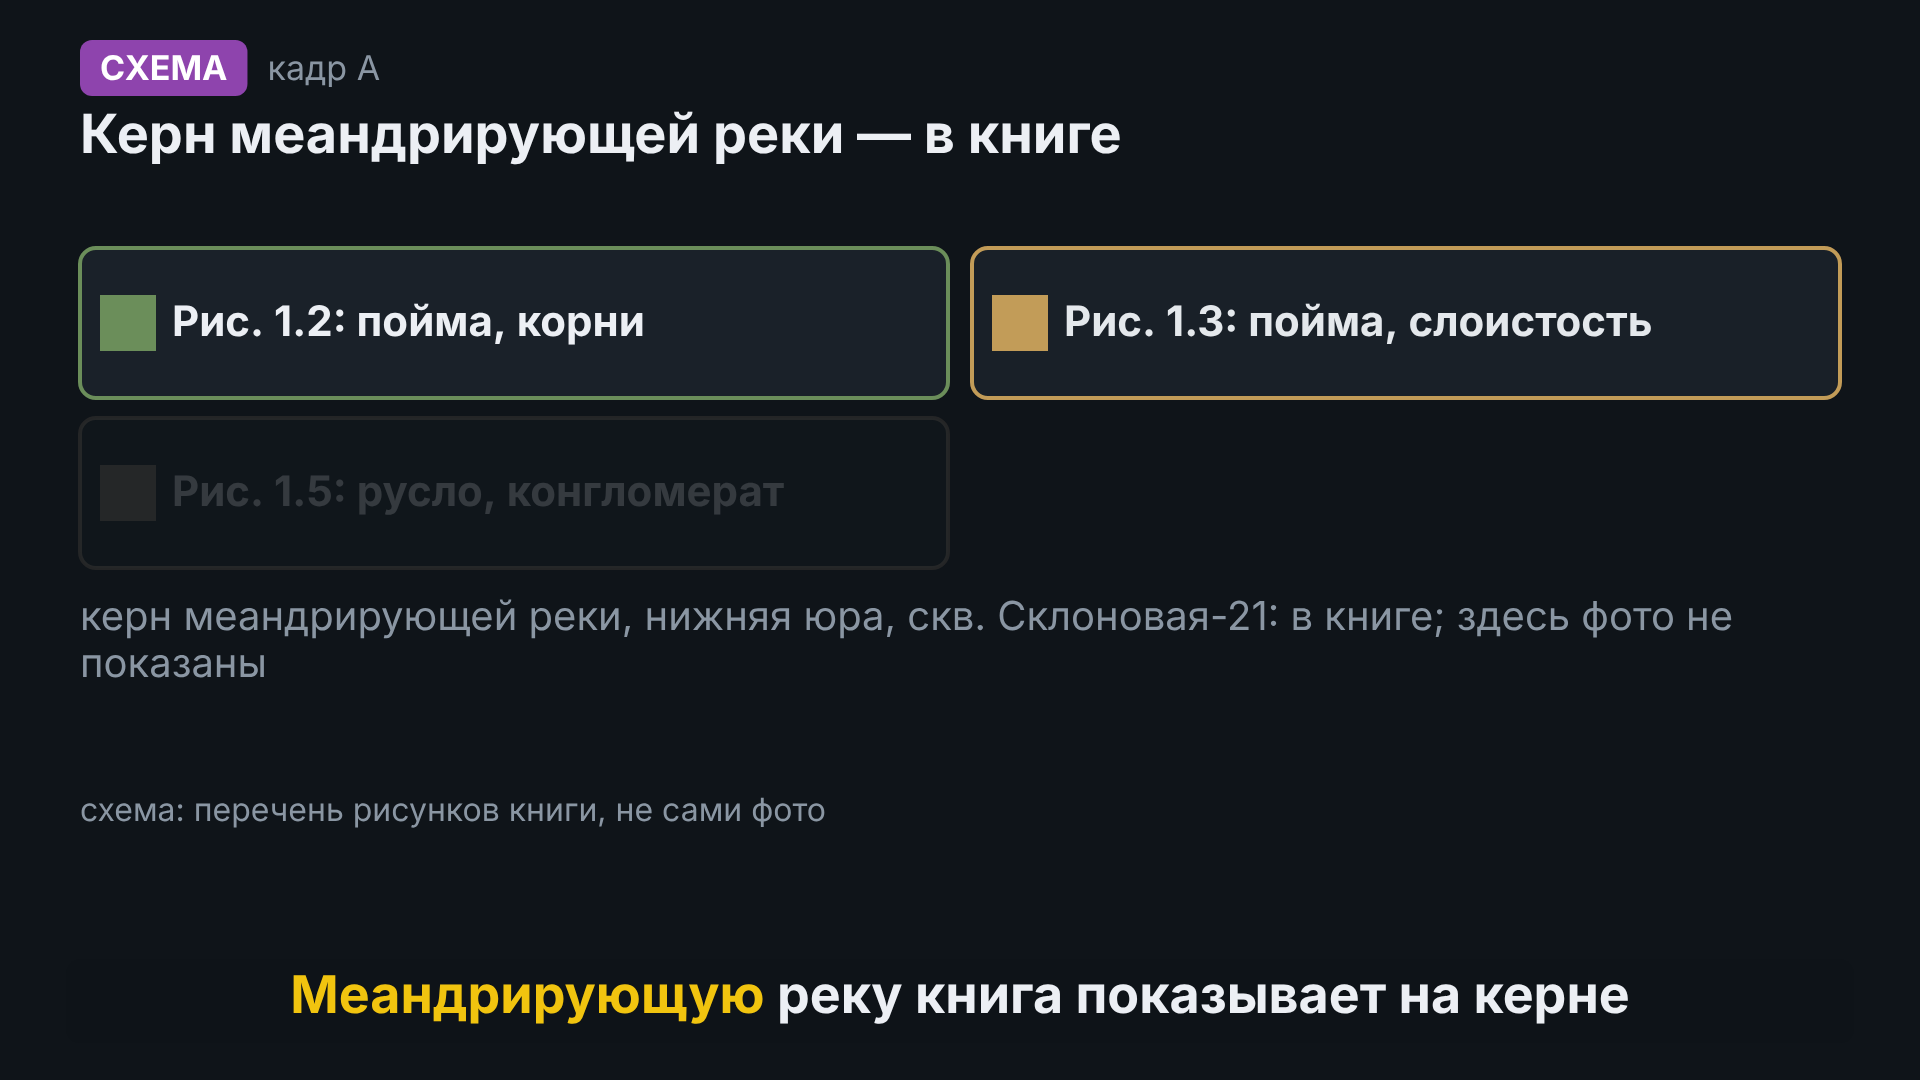 СХЕМА кадр А
Керн меандрирующей реки — в книге
Рис. 1.2: пойма, корни
Рис. 1.3: пойма, слоистость
Рис. 1.5: русло, конгломерат
керн меандрирующей реки, нижняя юра, скв. Склоновая-21: в книге; здесь фото не
показаны
схема: перечень рисунков книги, не сами фото
Меандрирующую реку книга показывает на керне